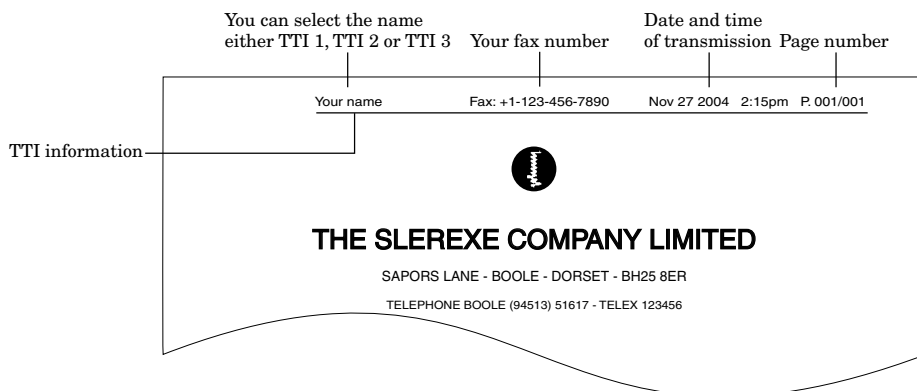 You can select the name
either TTI 1, TTI 2 or TTI 3
Your fax number
Date and time
of transmission
Page number
Your name Fax: +1-123-456-7890 Nov 27 2004 2:15pm P. 001/001
TTI information
THE SLEREXE COMPANY LIMITED
SAPORS LANE - BOOLE - DORSET - BH25 8ER
TELEPHONE BOOLE (94513) 51617 - TELEX 123456